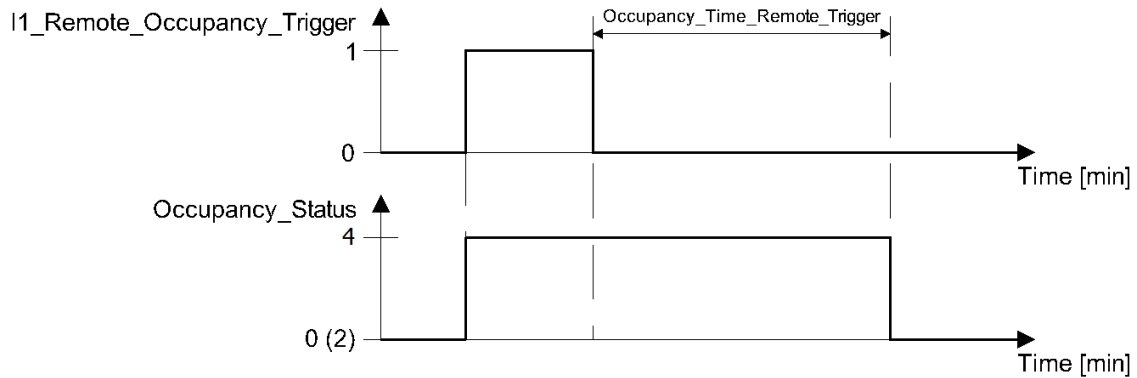 I1_Remote_Occupancy_Trigger
Occupancy_Time_Remote_Trigger
1
0
Time [min]
Occupancy_Status
4
0 (2)
Time [min]